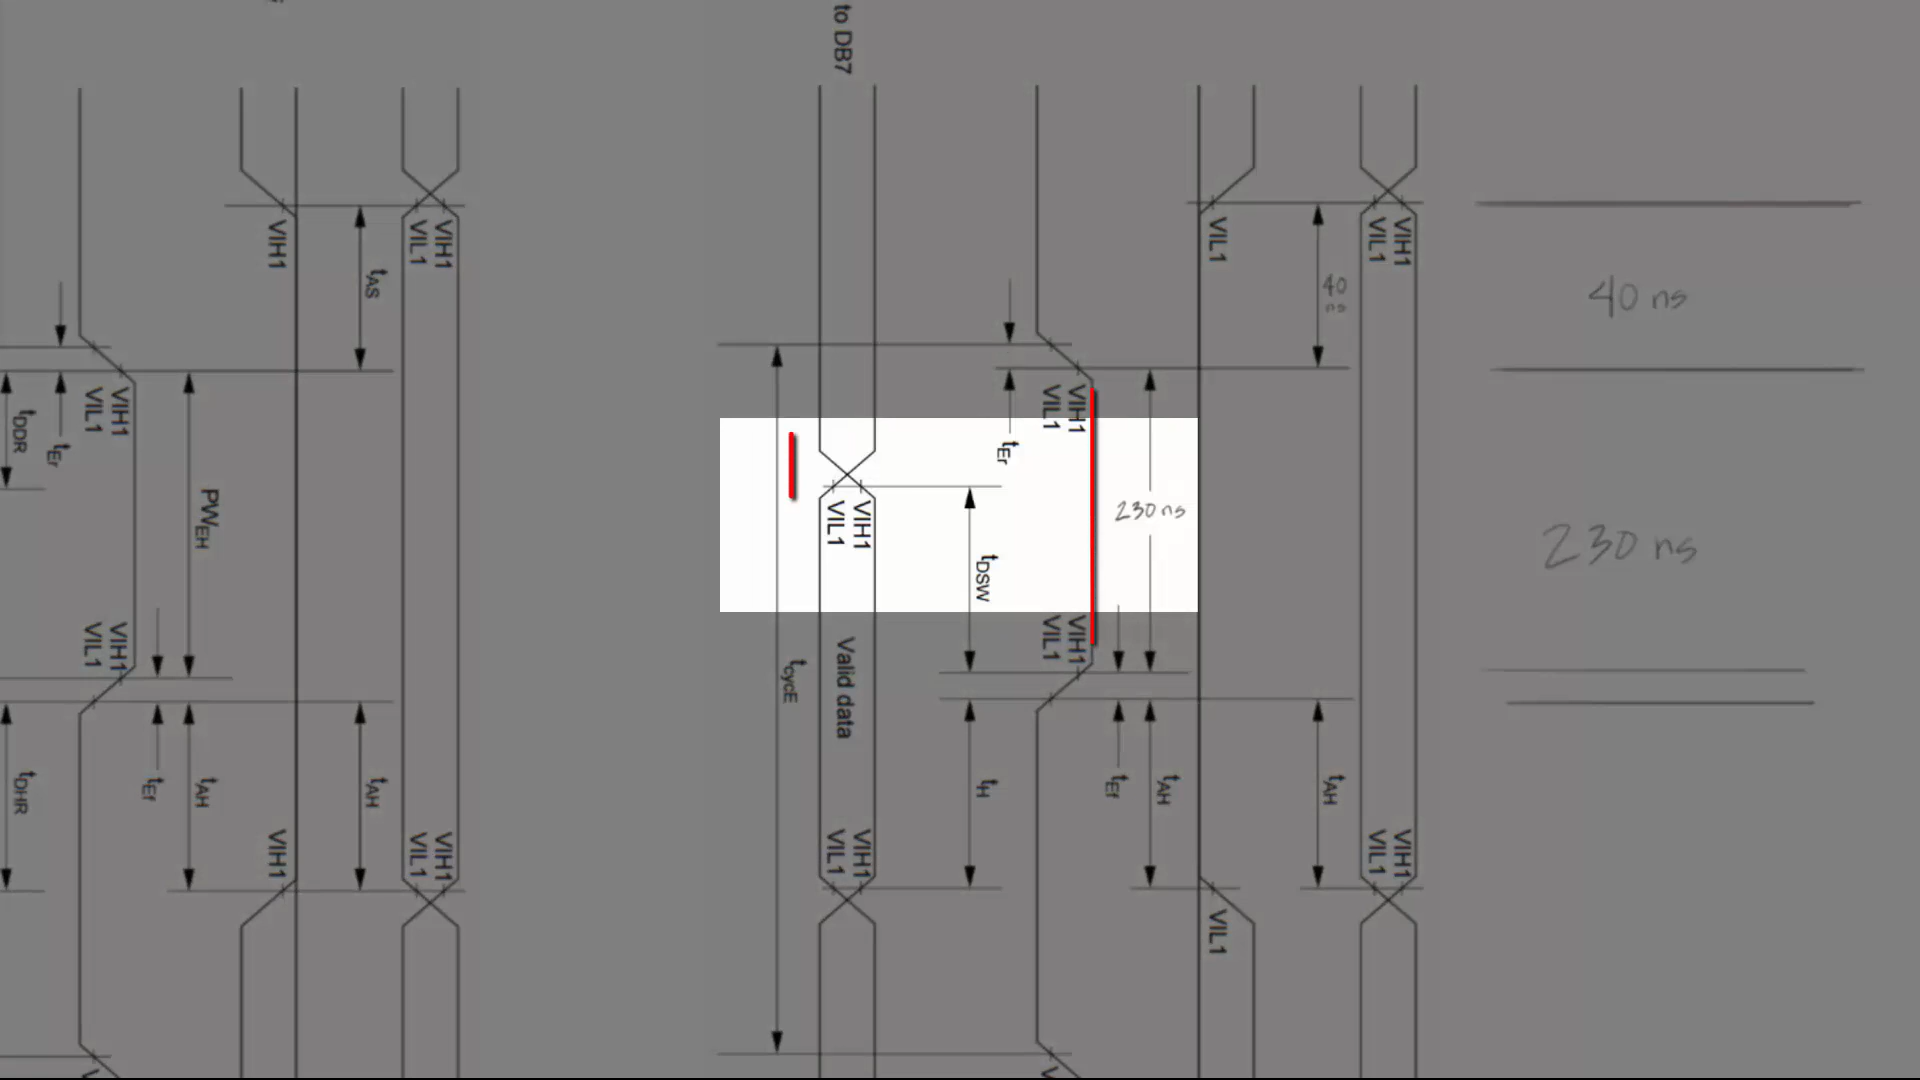 to DB7
VIH1
VIH1
VIL1
tAS
tEr
tDDR
VIH1
VIL1
PWEH
VIH1
VIL1
tEf
tAH
tAH
tDHR
VIH1
VIH1
VIL1
VIL1
VIH1
VIL1
40
ns
40 ns
VIH1
VIL1
tEr
230 ns
230 ns
VIH1
VIL1
tDSW
VIH1
VIL1
Valid data
tcycE
tH
tEf
tAH
tAH
VIH1
VIL1
VIL1
VIH1
VIL1